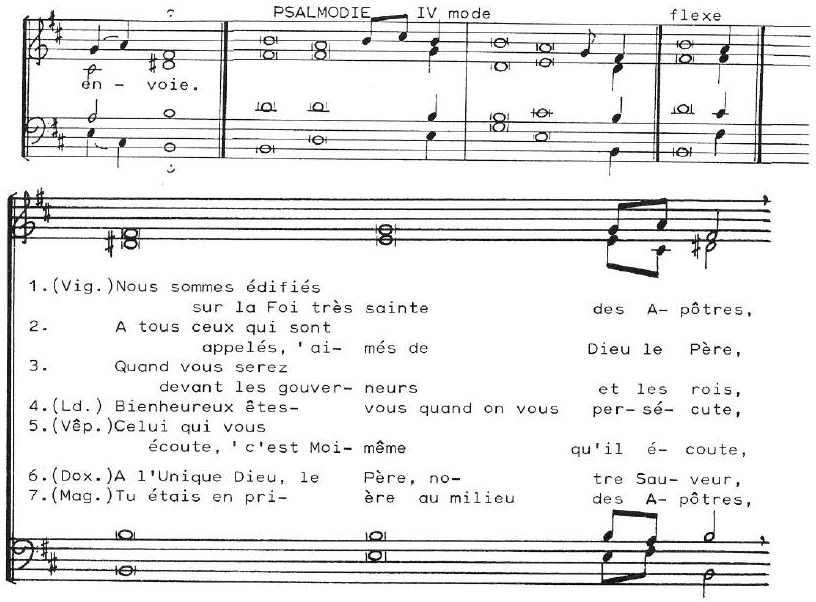 PSALMODIE IV mode flexe
en - voie.
1.(Vig.)Nous sommes édifiés
sur la Foi très sainte des A- pôtres,
2. A tous ceux qui sont
appelés, 'ai- més de Dieu le Père,
3. Quand vous serez
devant les gouver- neurs et les rois,
4.(Ld.) Bienheureux êtes- vous quand on vous per- sé- cute,
5.(Vêp.)Celui qui vous
écoute, 'c'est Moi- même qu'il é- coute,
6.(Dox.)A l'Unique Dieu, le Père, no- tre Sau- veur,
7.(Mag.)Tu étais en pri- ère au milieu des A- pôtres,